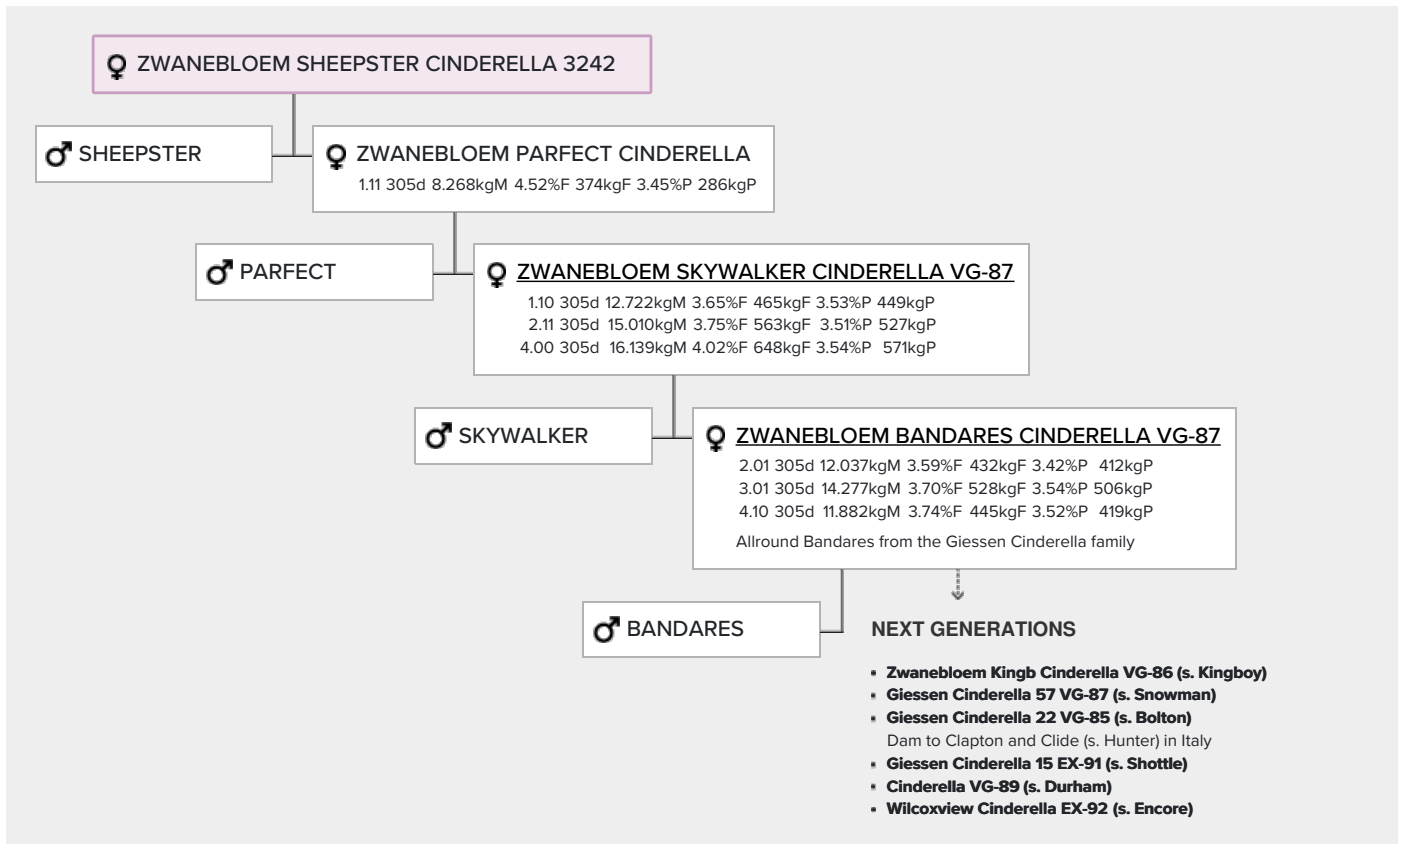 ZWANEBLOEM SHEEPSTER CINDERELLA 3242
SHEEPSTER
ZWANEBLOEM PARFECT CINDERELLA
1.11 305d 8.268kgM 4.52%F 374kgF 3.45%P 286kgP
PARFECT
ZWANEBLOEM SKYWALKER CINDERELLA VG-87
1.10 305d 12.722kgM 3.65%F 465kgF 3.53%P 449kgP
2.11 305d 15.010kgM 3.75%F 563kgF 3.51%P 527kgP
4.00 305d 16.139kgM 4.02%F 648kgF 3.54%P 571kgP
SKYWALKER
ZWANEBLOEM BANDARES CINDERELLA VG-87
2.01 305d 12.037kgM 3.59%F 432kgF 3.42%P 412kgP
3.01 305d 14.277kgM 3.70%F 528kgF 3.54%P 506kgP
4.10 305d 11.882kgM 3.74%F 445kgF 3.52%P 419kgP
Allround Bandares from the Giessen Cinderella family
BANDARES
NEXT GENERATIONS
▪ Zwanebloem Kingb Cinderella VG-86 (s. Kingboy)
▪ Giessen Cinderella 57 VG-87 (s. Snowman)
▪ Giessen Cinderella 22 VG-85 (s. Bolton)
Dam to Clapton and Clide (s. Hunter) in Italy
▪ Giessen Cinderella 15 EX-91 (s. Shottle)
▪ Cinderella VG-89 (s. Durham)
▪ Wilcoxview Cinderella EX-92 (s. Encore)